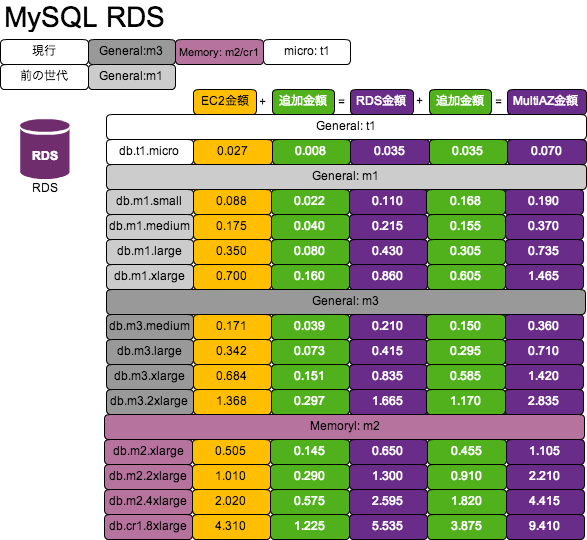 MySQL RDS
現行 General:m3 Memory: m2/cr1 micro: t1
前の世代 General:m1
EC2金額 + 追加金額 = RDS金額 + 追加金額 = MultiAZ金額
General: t1
RDS
RDS
db.t1.micro 0.027 0.008 0.035 0.035 0.070
General: m1
db.m1.small 0.088 0.022 0.110 0.168 0.190
db.m1.medium 0.175 0.040 0.215 0.155 0.370
db.m1.large 0.350 0.080 0.430 0.305 0.735
db.m1.xlarge 0.700 0.160 0.860 0.605 1.465
General: m3
db.m3.medium 0.171 0.039 0.210 0.150 0.360
db.m3.large 0.342 0.073 0.415 0.295 0.710
db.m3.xlarge 0.684 0.151 0.835 0.585 1.420
db.m3.2xlarge 1.368 0.297 1.665 1.170 2.835
Memoryl: m2
db.m2.xlarge 0.505 0.145 0.650 0.455 1.105
db.m2.2xlarge 1.010 0.290 1.300 0.910 2.210
db.m2.4xlarge 2.020 0.575 2.595 1.820 4.415
db.cr1.8xlarge 4.310 1.225 5.535 3.875 9.410